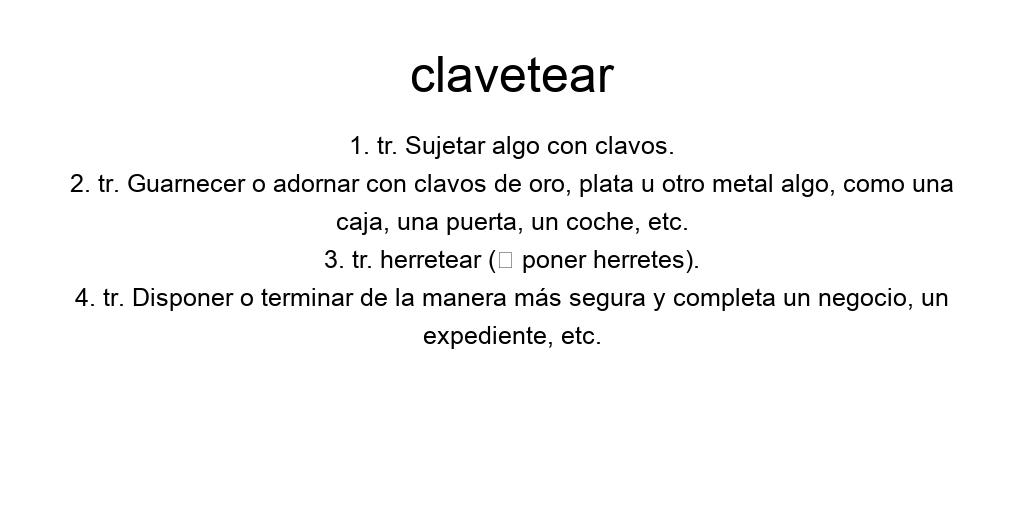 clavetear
1. tr. Sujetar algo con clavos.
2. tr. Guarnecer o adornar con clavos de oro, plata u otro metal algo, como una
caja, una puerta, un coche, etc.
3. tr. herretear (□ poner herretes).
4. tr. Disponer o terminar de la manera más segura y completa un negocio, un
expediente, etc.